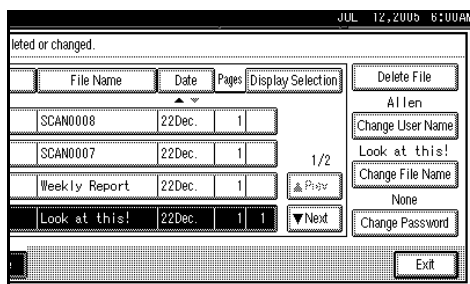 JUL 12,2005 6:00AM
leted or changed.
File Name Date Pages Display Selection Delete File
Allen
SCAN0008 22Dec. 1 Change User Name
Look at this!
SCAN0007 22Dec. 1 1/2
Change File Name
Weekly Report 22Dec. 1 ▲Prev
None
Look at this! 22Dec. 1 1 ▼Next Change Password
Exit